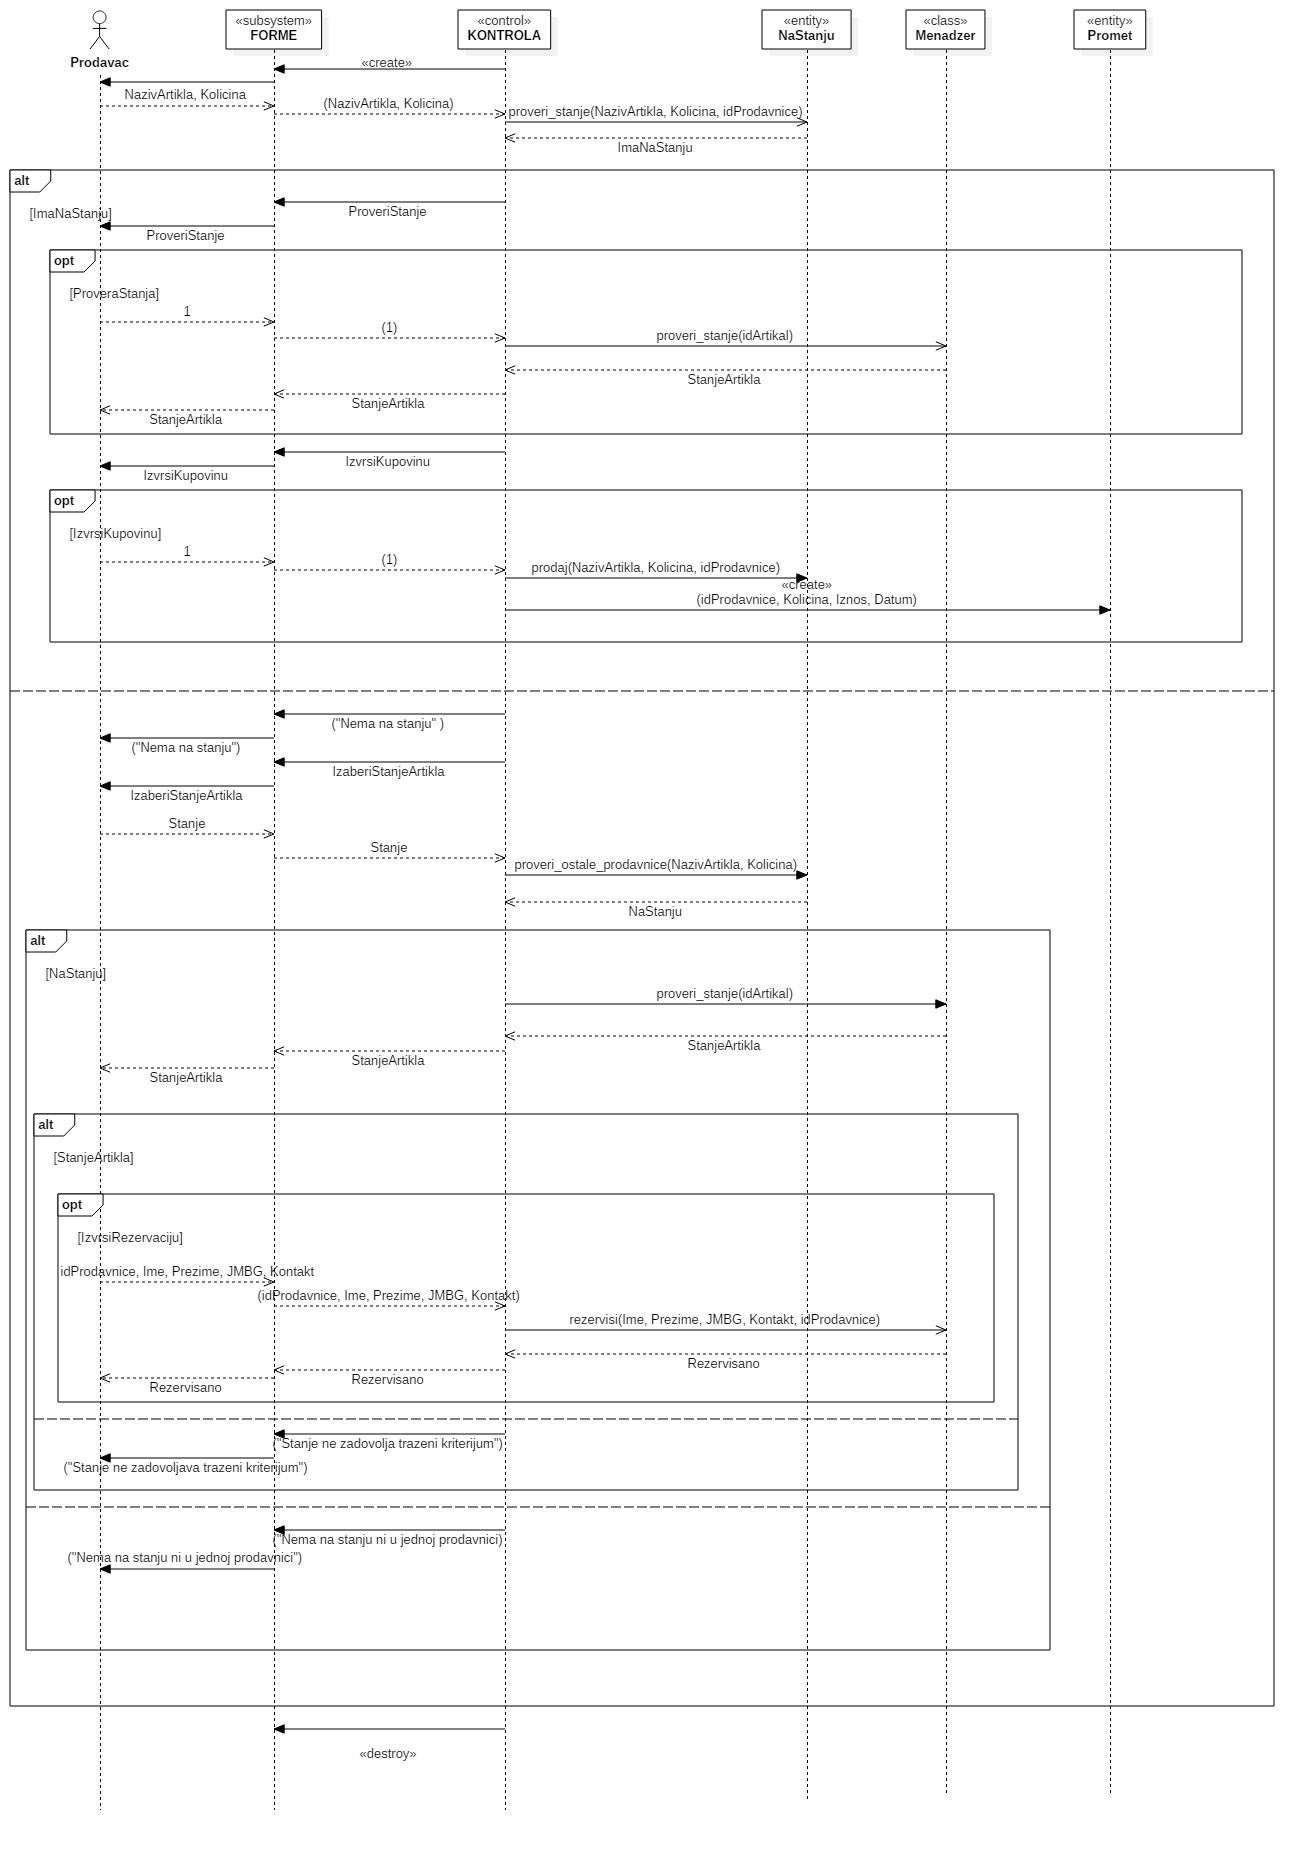 «subsystem»
FORME
«control»
KONTROLA
«entity»
NaStanju
«class»
Menadzer
«entity»
Promet
Prodavac
«create»
NazivArtikla, Kolicina
(NazivArtikla, Kolicina)
proveri_stanje(NazivArtikla, Kolicina, idProdavnice)
ImaNaStanju
alt
[ImaNaStanju]
ProveriStanje
ProveriStanje
opt
[ProveraStanja]
1
(1)
proveri_stanje(idArtikal)
StanjeArtikla
StanjeArtikla
StanjeArtikla
IzvrsiKupovinu
IzvrsiKupovinu
opt
[IzvrsiKupovinu]
1
(1)
prodaj(NazivArtikla, Kolicina, idProdavnice)
«create»
(idProdavnice, Kolicina, Iznos, Datum)
("Nema na stanju" )
("Nema na stanju")
IzaberiStanjeArtikla
IzaberiStanjeArtikla
Stanje
Stanje
proveri_ostale_prodavnice(NazivArtikla, Kolicina)
NaStanju
alt
[NaStanju]
proveri_stanje(idArtikal)
StanjeArtikla
StanjeArtikla
StanjeArtikla
alt
[StanjeArtikla]
opt
[IzvrsiRezervaciju]
idProdavnice, Ime, Prezime, JMBG, Kontakt
(idProdavnice, Ime, Prezime, JMBG, Kontakt)
rezervisi(Ime, Prezime, JMBG, Kontakt, idProdavnice)
Rezervisano
Rezervisano
Rezervisano
("Stanje ne zadovolja trazeni kriterijum")
("Stanje ne zadovoljava trazeni kriterijum")
("Nema na stanju ni u jednoj prodavnici)
("Nema na stanju ni u jednoj prodavnici")
«destroy»